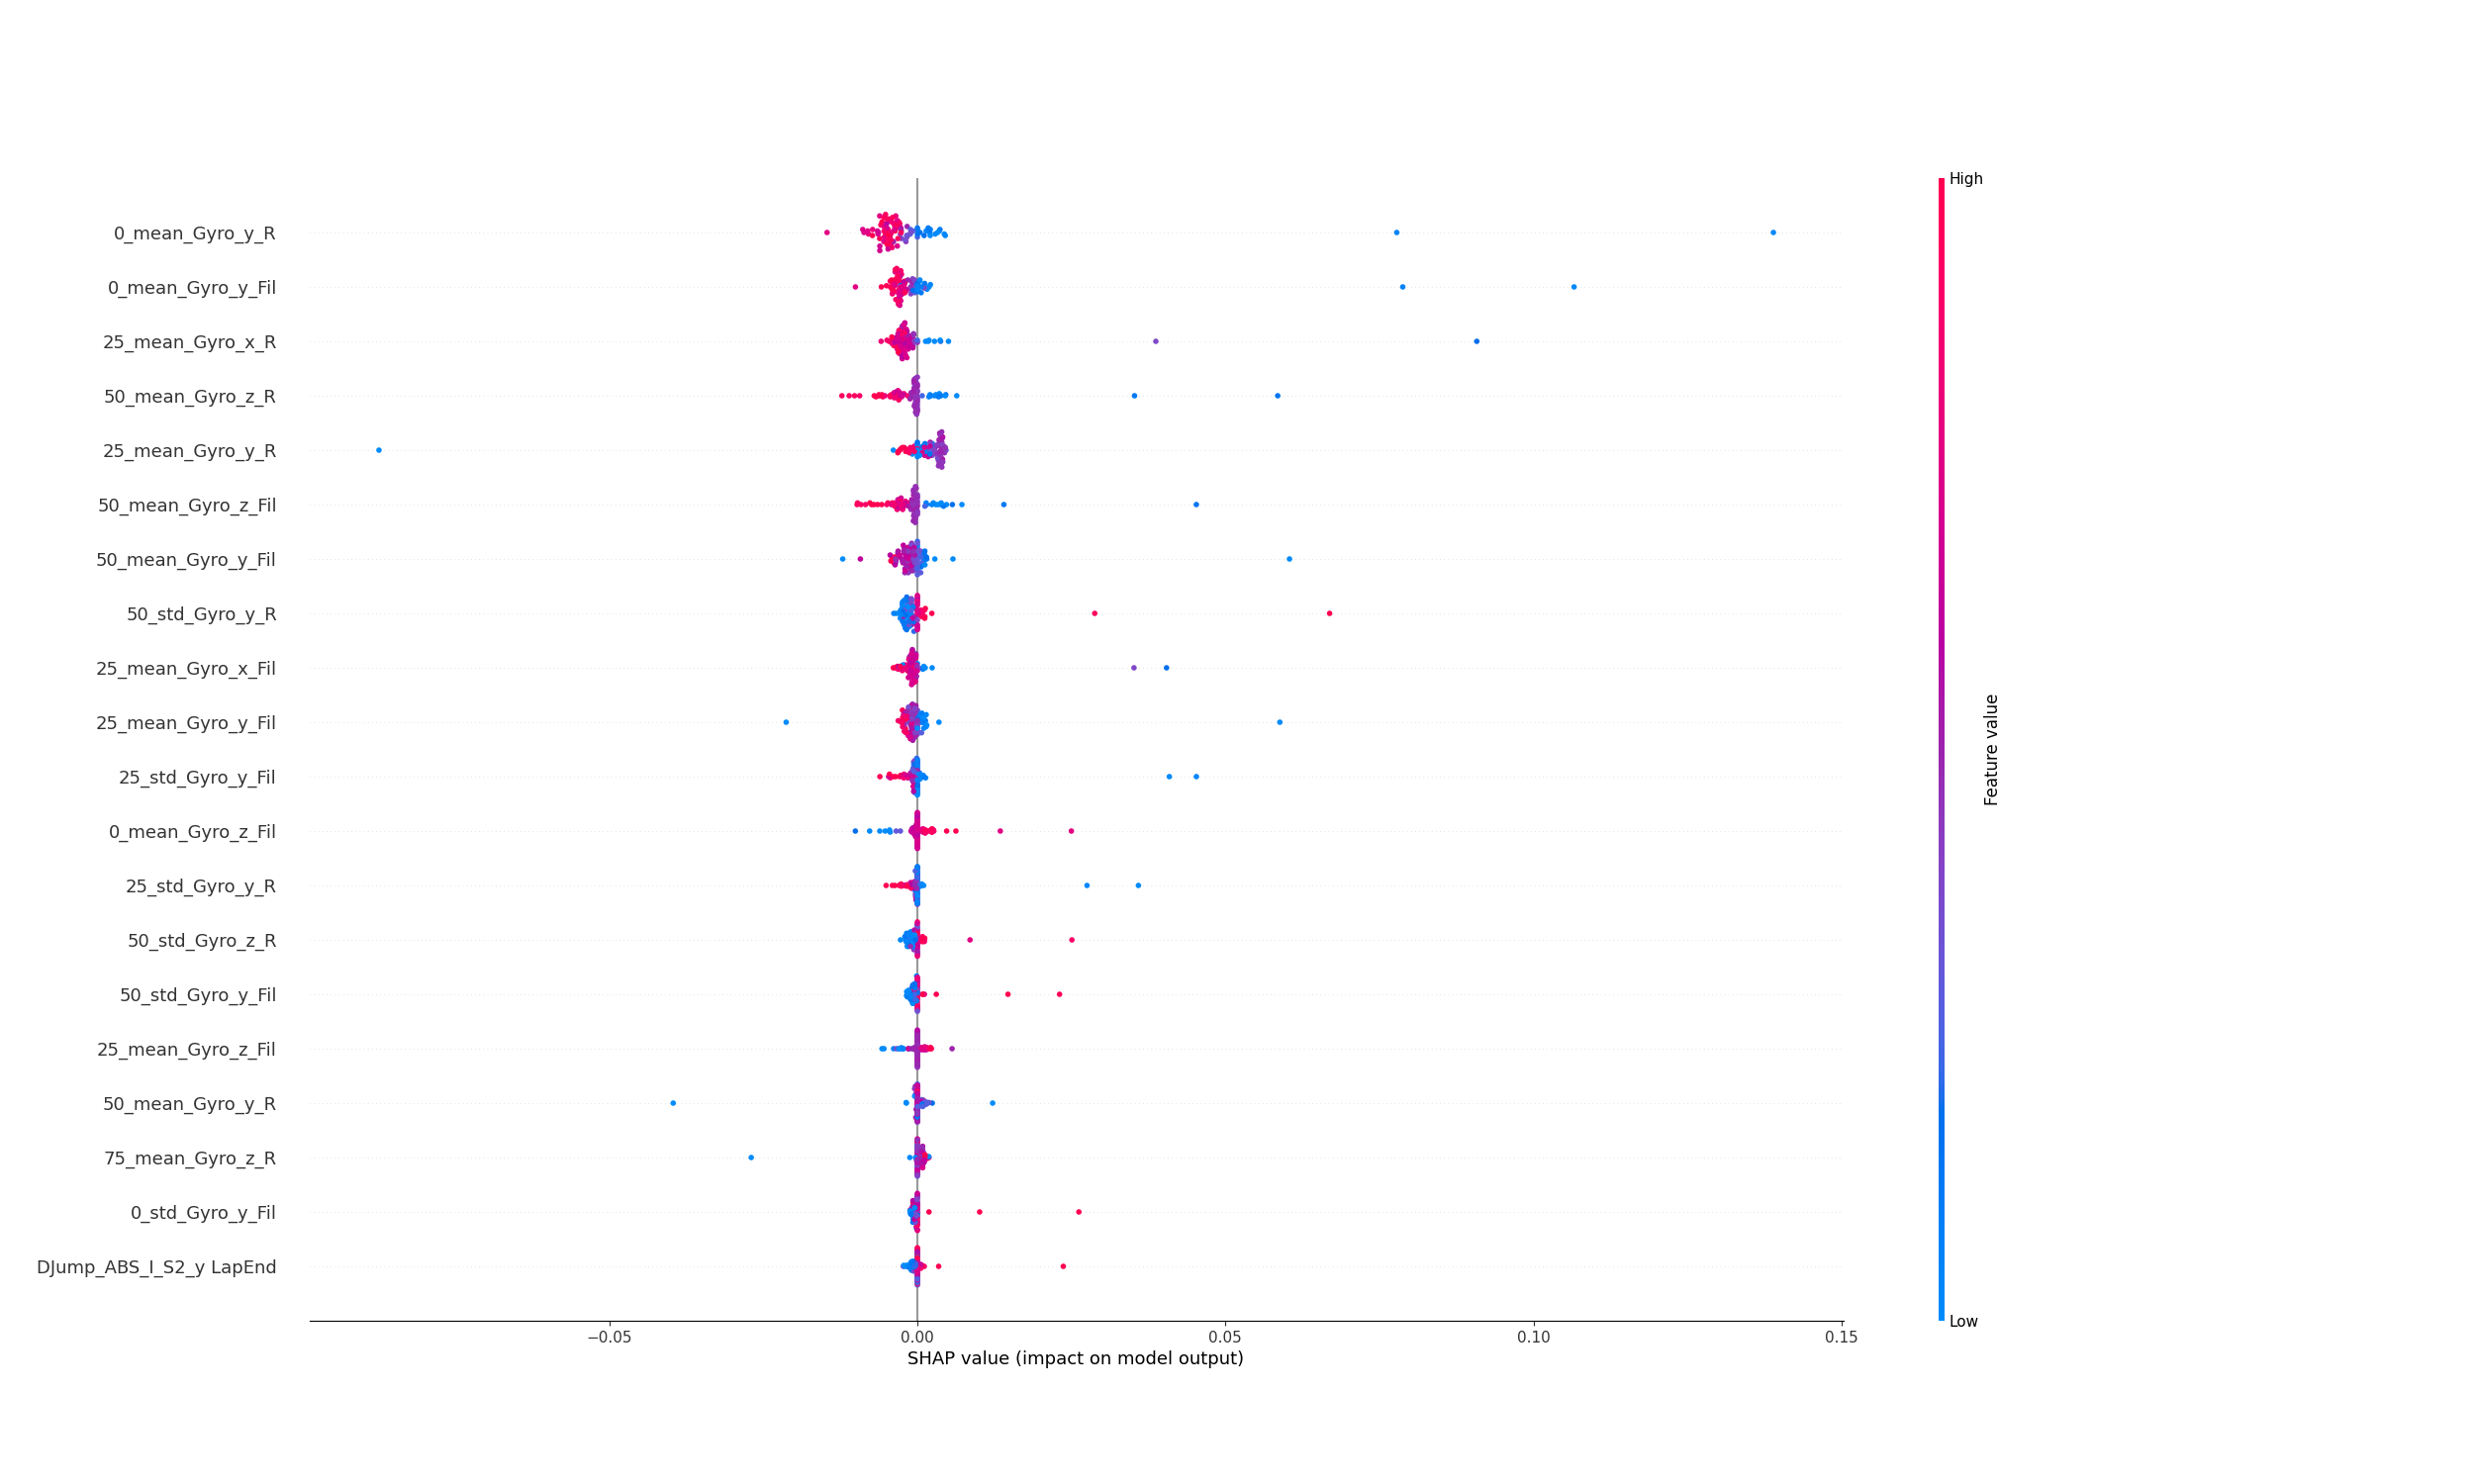 High
0_mean_Gyro_y_R
0_mean_Gyro_y_Fil
25_mean_Gyro_x_R
50_mean_Gyro_z_R
25_mean_Gyro_y_R
50_mean_Gyro_z_Fil
50_mean_Gyro_y_Fil
50_std_Gyro_y_R
25_mean_Gyro_x_Fil
25_mean_Gyro_y_Fil
25_std_Gyro_y_Fil
0_mean_Gyro_z_Fil
25_std_Gyro_y_R
50_std_Gyro_z_R
50_std_Gyro_y_Fil
25_mean_Gyro_z_Fil
50_mean_Gyro_y_R
75_mean_Gyro_z_R
0_std_Gyro_y_Fil
DJump_ABS_I_S2_y LapEnd
Feature value
Low
−0.05 0.00 0.05 0.10 0.15
SHAP value (impact on model output)